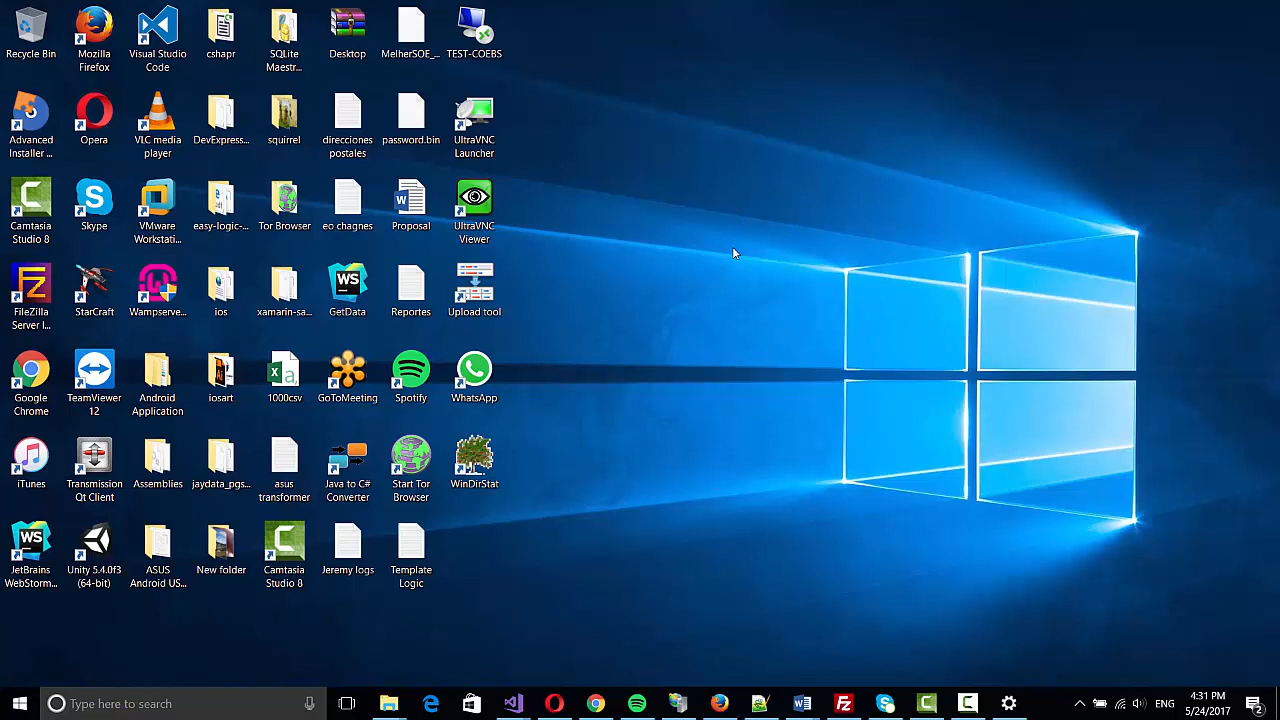 Recycle Bin
Mozilla
Firefox
Visual Studio
Code
cshapr
SQLite
Maestr...
Desktop
MelherSOE_...
TEST-COEBS
Advanced
Installer ...
Opera
VLC media
player
DevExpress...
squirrel
direcciones
postales
password.bin
UltraVNC
Launcher
Camtasia
Studio 8
Skype
VMware
Workstati...
easy-logic-...
Tor Browser
eo chagnes
Proposal
UltraVNC
Viewer
FileZilla
Server I...
StarCraft
Wampserve...
ios
xamarin-sa...
WS
GetData
Reportes
Upload tool
Google
Chrome
TeamViewer
12
Android
Application
iosart
1000csv
GoToMeeting
Spotify
WhatsApp
iTunes
Transmission
Qt Client
Assemblies
jaydata_pgs...
asus
transformer
Java to C#
Converter
Start Tor
Browser
WinDirStat
WS
JetBrains
WebStorm...
Unity 5.4.0f3
(64-bit)
ASUS
Android US...
New folder
Camtasia
Studio 8
Jeremy logs
Template
Logic
Type here to search
ENG
4:31 PM
5/24/2017